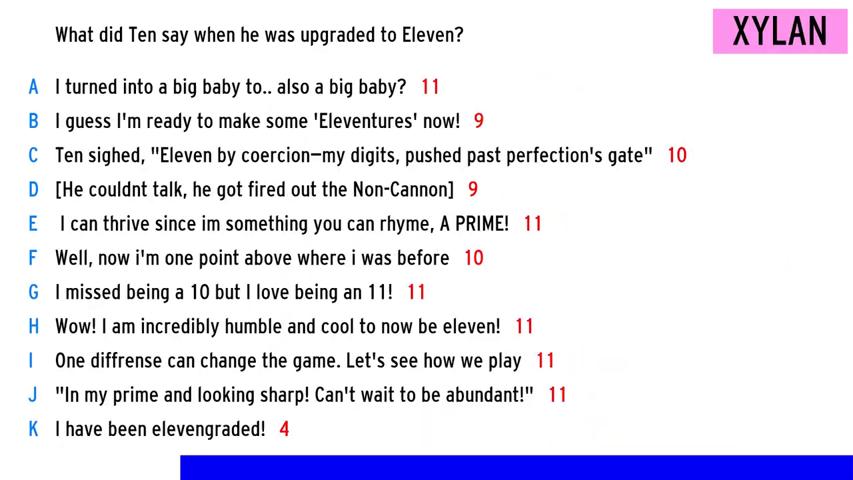 What did Ten say when he was upgraded to Eleven?
XYLAN
A I turned into a big baby to.. also a big baby? 11
B I guess I'm ready to make some 'Eleventures' now! 9
C Ten sighed, "Eleven by coercion—my digits, pushed past perfection's gate" 10
D [He couldnt talk, he got fired out the Non-Cannon] 9
E I can thrive since im something you can rhyme, A PRIME! 11
F Well, now i'm one point above where i was before 10
G I missed being a 10 but I love being an 11! 11
H Wow! I am incredibly humble and cool to now be eleven! 11
I One diffrense can change the game. Let's see how we play 11
J "In my prime and looking sharp! Can't wait to be abundant!" 11
K I have been elevengraded! 4